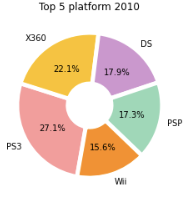 Top 5 platform 2010
X360
DS
22.1%
17.9%
17.3%
PSP
27.1%
PS3
15.6%
Wii